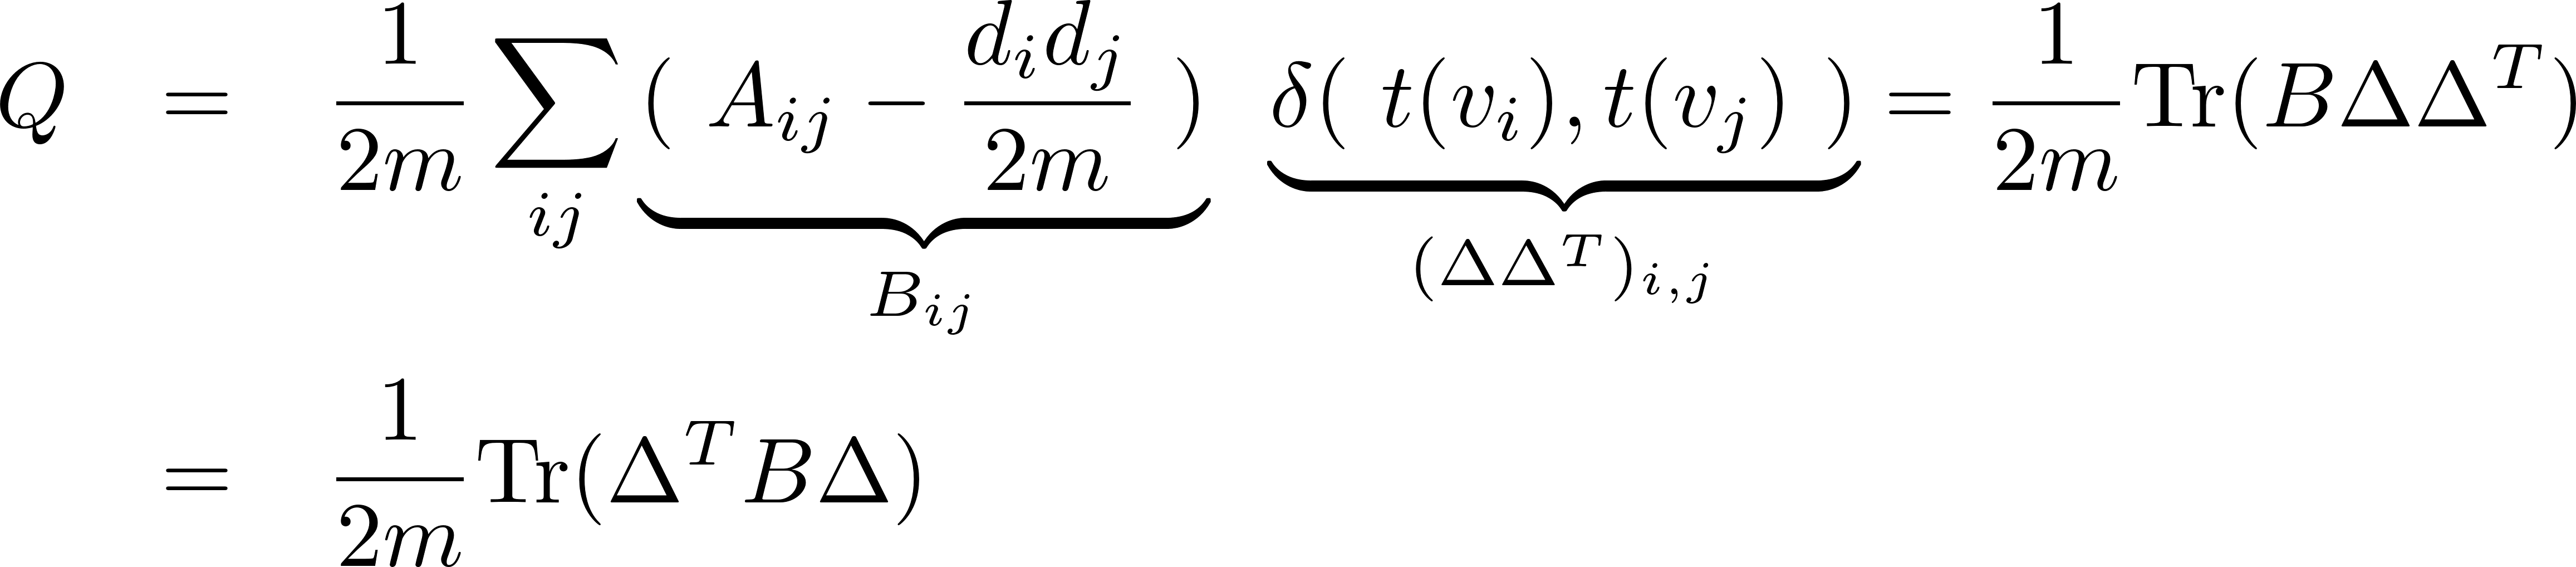 Q = \frac{1}{2m} \sum_{ij} \underbrace{( A_{ij} - \frac{d_i d_j}{2m} )}_{B_{ij}} \underbrace{\delta( t(v_i), t(v_j) )}_{(\Delta\Delta^T)_{i,j}} = \frac{1}{2m} \mathrm{Tr}(B\Delta\Delta^T)
= \frac{1}{2m} \mathrm{Tr}(\Delta^T B\Delta)